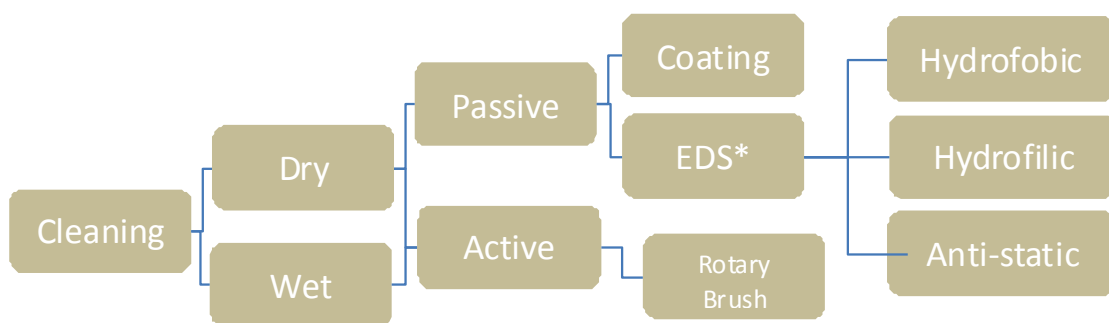 Cleaning
Dry
Wet
Passive
Active
Coating
EDS*
Rotary
Brush
Hydrofobic
Hydrofilic
Anti-static